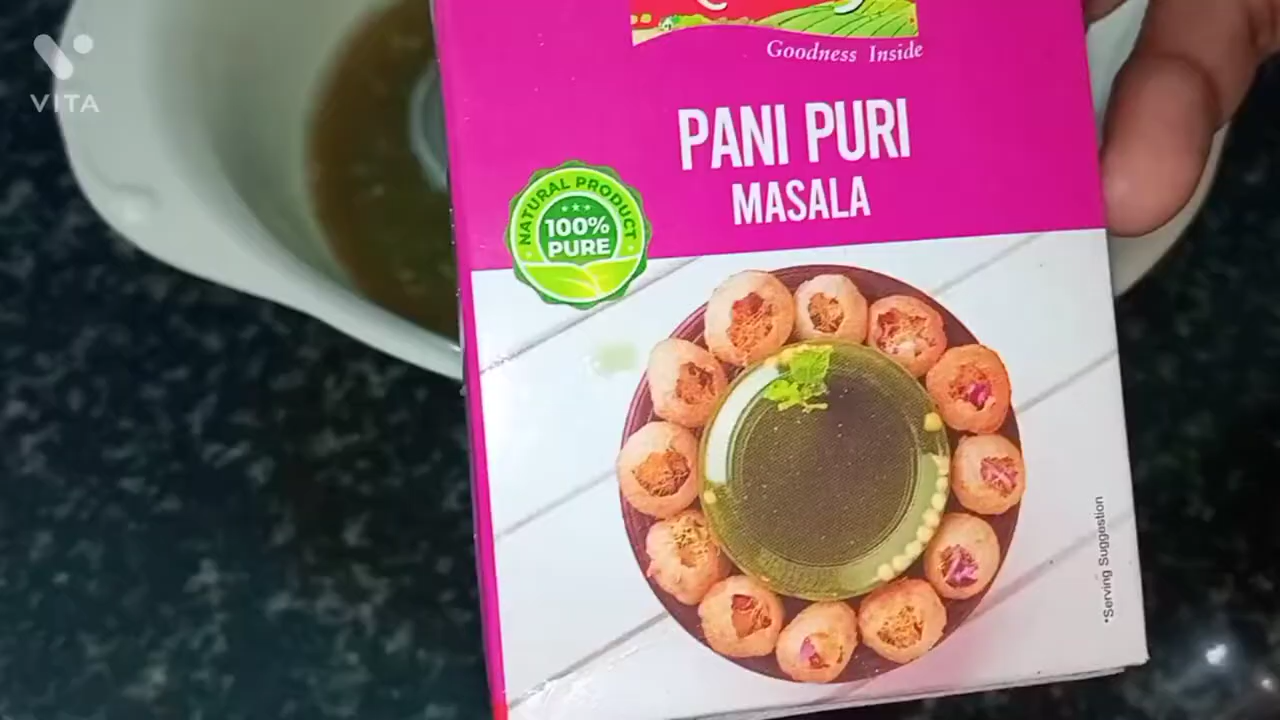 VITA
Goodness Inside
PANI PURI
MASALA
NATURAL PRODUCT
100%
PURE
*Serving Suggestion